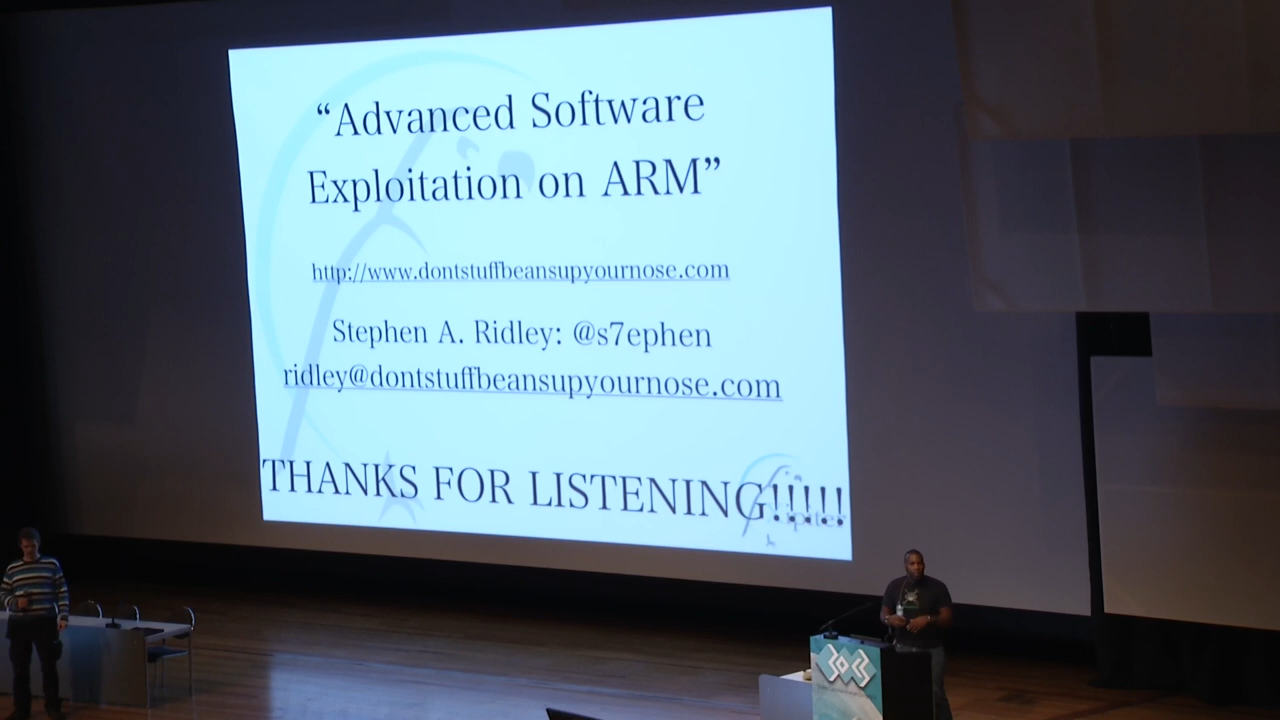 “Advanced Software
Exploitation on ARM”
http://www.dontstuffbeansupyournose.com
Stephen A. Ridley: @s7ephen
ridley@dontstuffbeansupyournose.com
THANKS FOR LISTENING!!!!!